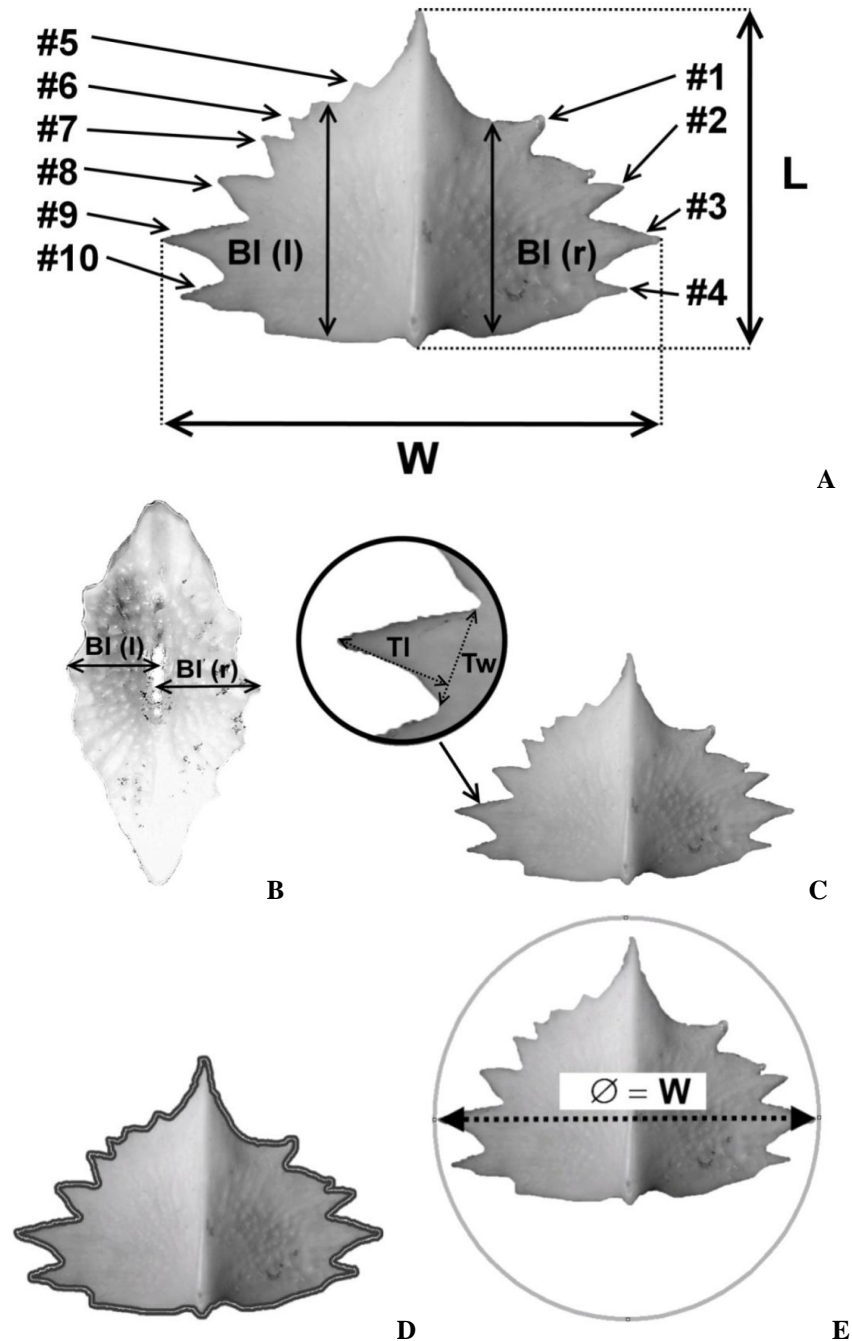 #5
#6
#7
#8
#9
#10
#1
#2
#3
#4
L
Bl (l)
Bl (r)
W
A
Bl (l)
Bl (r)
B
Tl
Tw
C
D
∅ = W
E